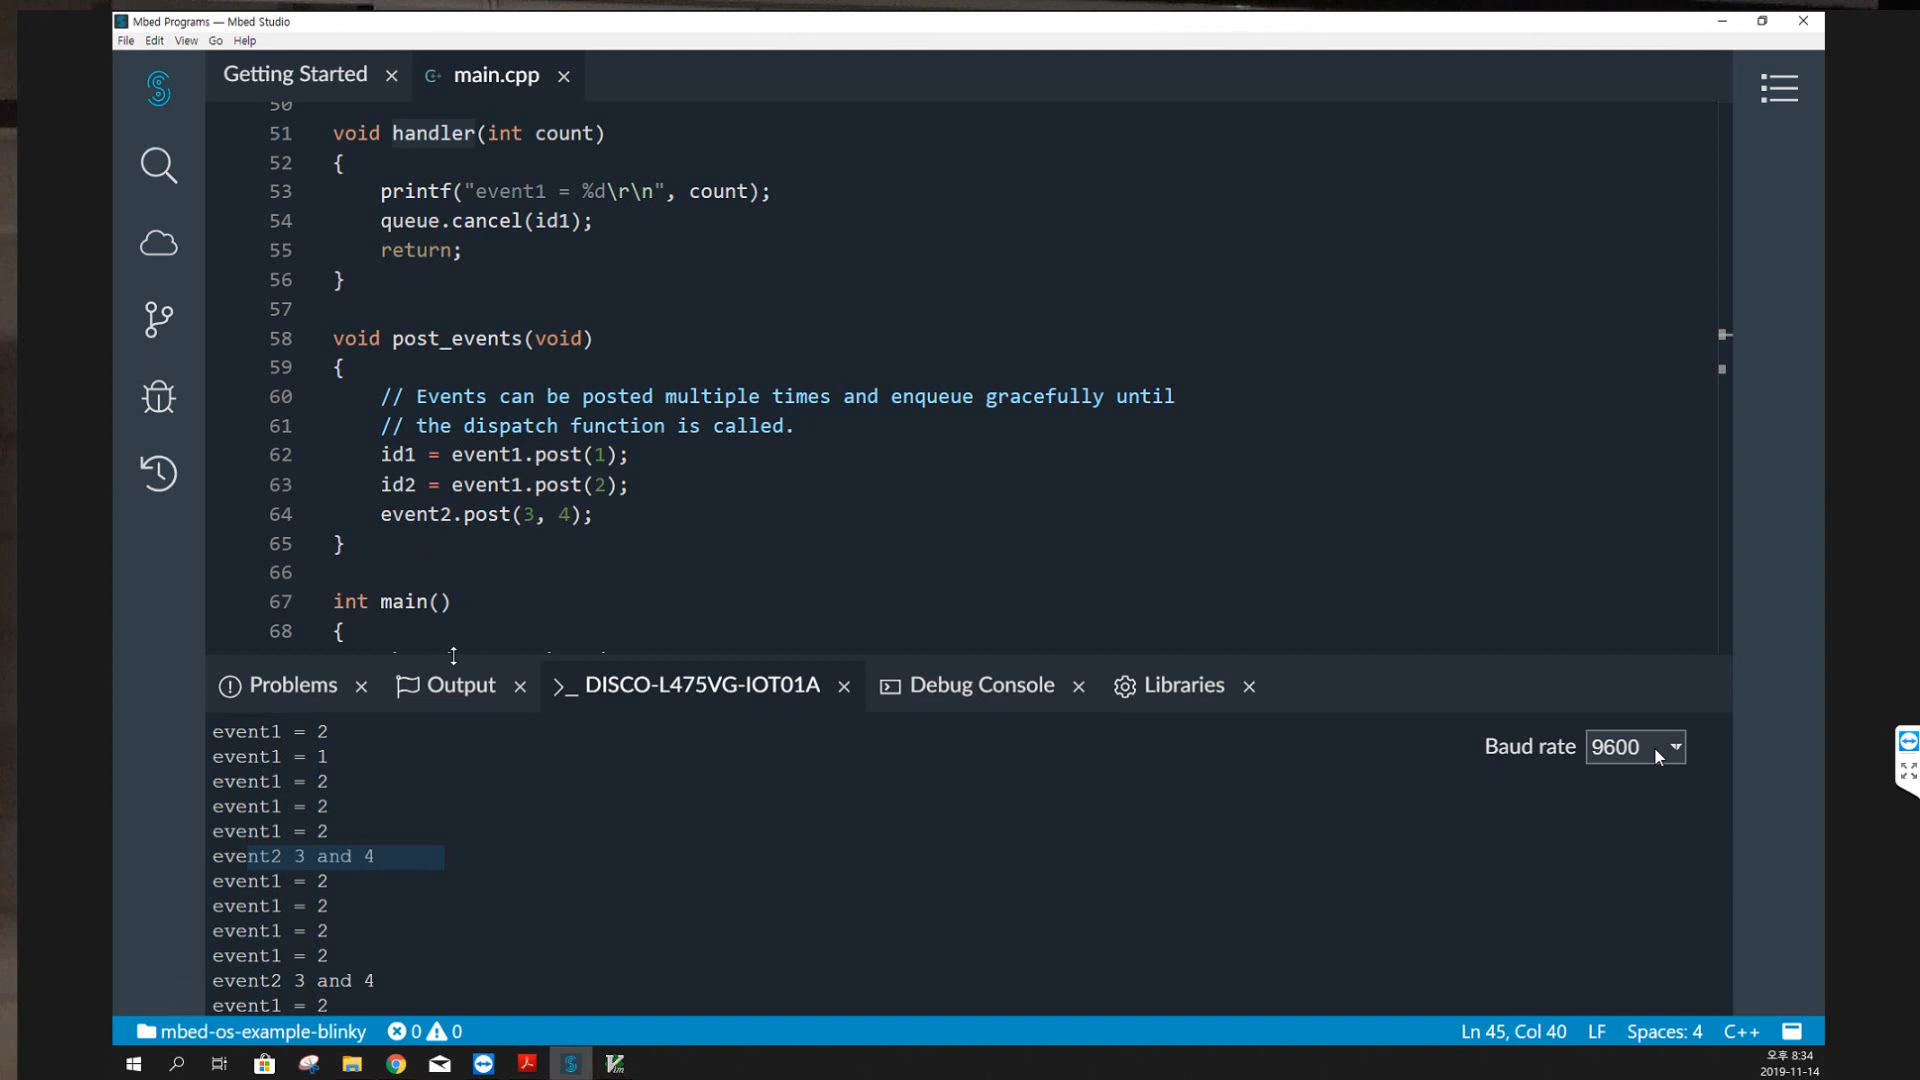 Mbed Programs — Mbed Studio
File Edit View Go Help
Getting Started × main.cpp ×
50
51 void handler(int count)
52 {
53 printf("event1 = %d\r\n", count);
54 queue.cancel(id1);
55 return;
56 }
57
58 void post_events(void)
59 {
60 // Events can be posted multiple times and enqueue gracefully until
61 // the dispatch function is called.
62 id1 = event1.post(1);
63 id2 = event1.post(2);
64 event2.post(3, 4);
65 }
66
67 int main()
68 {
Problems × Output × >_ DISCO-L475VG-IOT01A × Debug Console × Libraries ×
event1 = 2
Baud rate 9600
event1 = 1
event1 = 2
event1 = 2
event1 = 2
event2 3 and 4
event1 = 2
event1 = 2
event1 = 2
event1 = 2
event2 3 and 4
event1 = 2
mbed-os-example-blinky 0 0 Ln 45, Col 40 LF Spaces: 4 C++
오후 8:34
2019-11-14